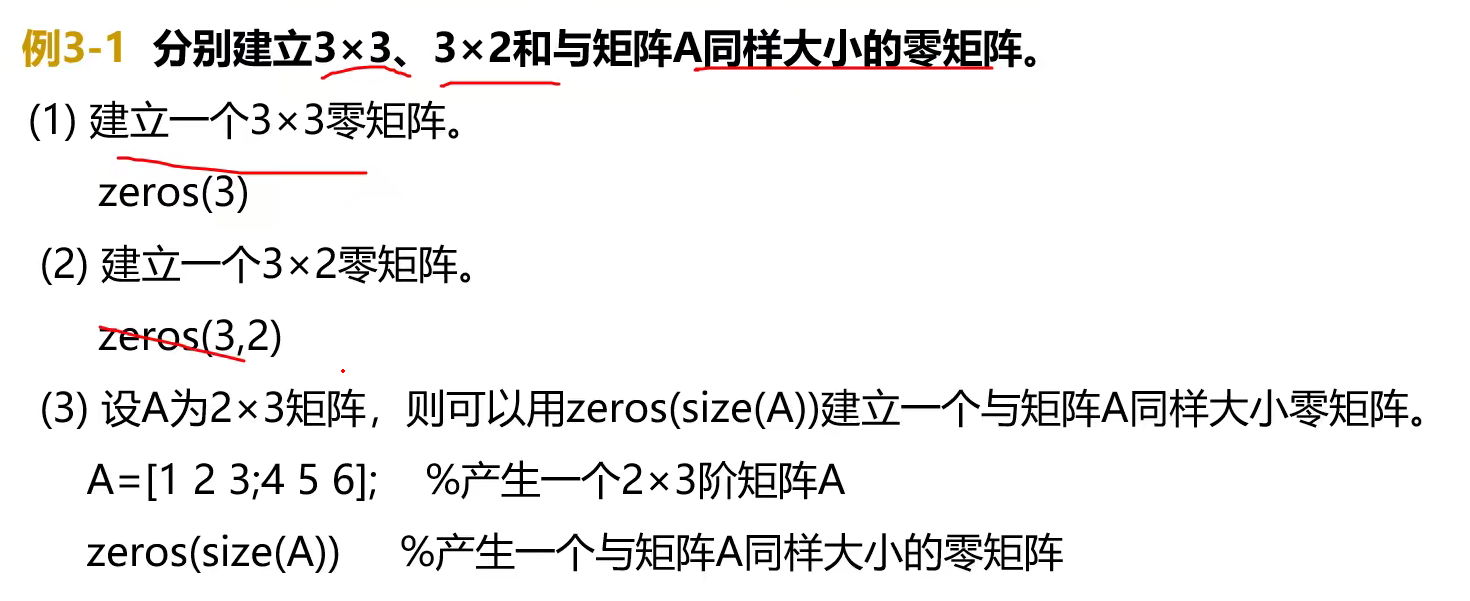 例3-1 分别建立3×3、3×2和与矩阵A同样大小的零矩阵。
(1) 建立一个3×3零矩阵。
zeros(3)
(2) 建立一个3×2零矩阵。
zeros(3,2)
(3) 设A为2×3矩阵，则可以用zeros(size(A))建立一个与矩阵A同样大小零矩阵。
A=[1 2 3;4 5 6]; %产生一个2×3阶矩阵A
zeros(size(A)) %产生一个与矩阵A同样大小的零矩阵